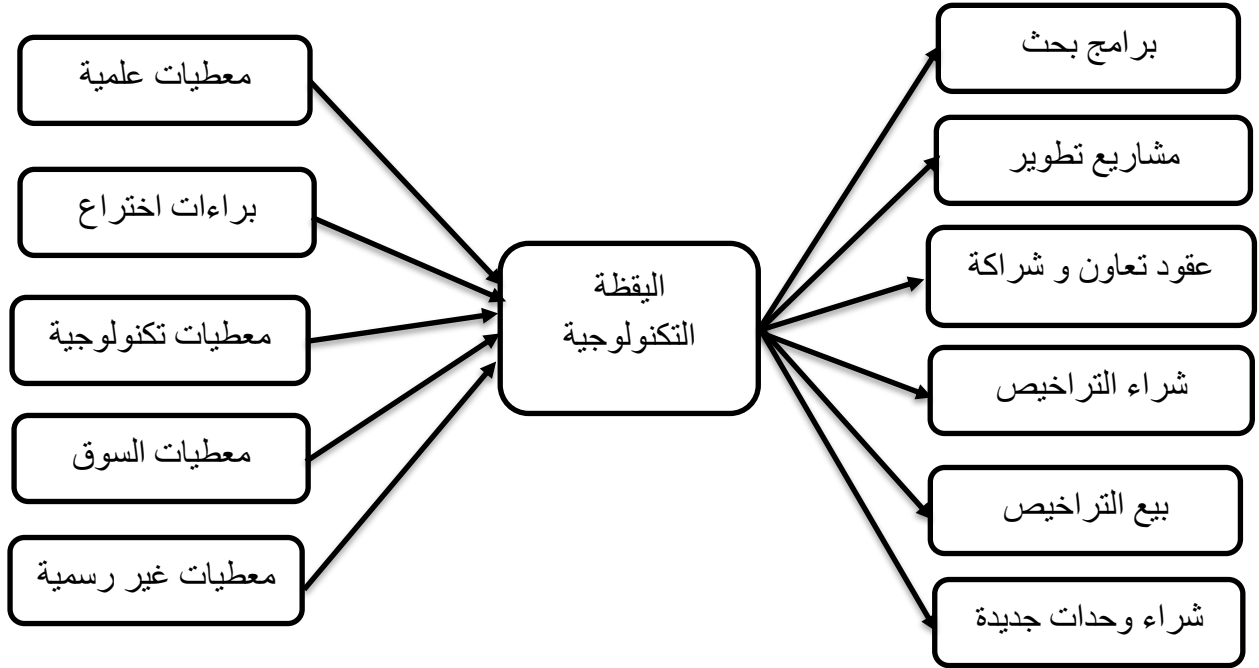 معطيات علمية
براءات اختراع
معطيات تكنولوجية
معطيات السوق
معطيات غير رسمية
اليقظة
التكنولوجية
برامج بحث
مشاريع تطوير
عقود تعاون و شراكة
شراء التراخيص
بيع التراخيص
شراء وحدات جديدة